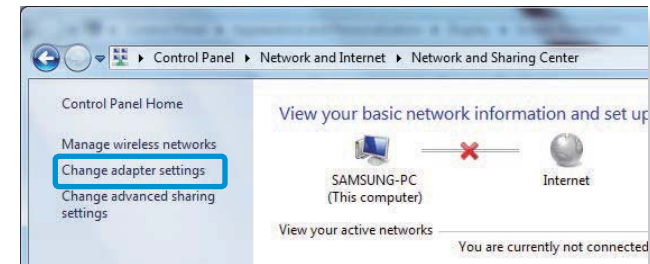 Control Panel ▸ Network and Internet ▸ Network and Sharing Center
Control Panel Home
Manage wireless networks
Change adapter settings
Change advanced sharing
settings
View your basic network information and set up
SAMSUNG-PC
(This computer)
Internet
View your active networks
You are currently not connected